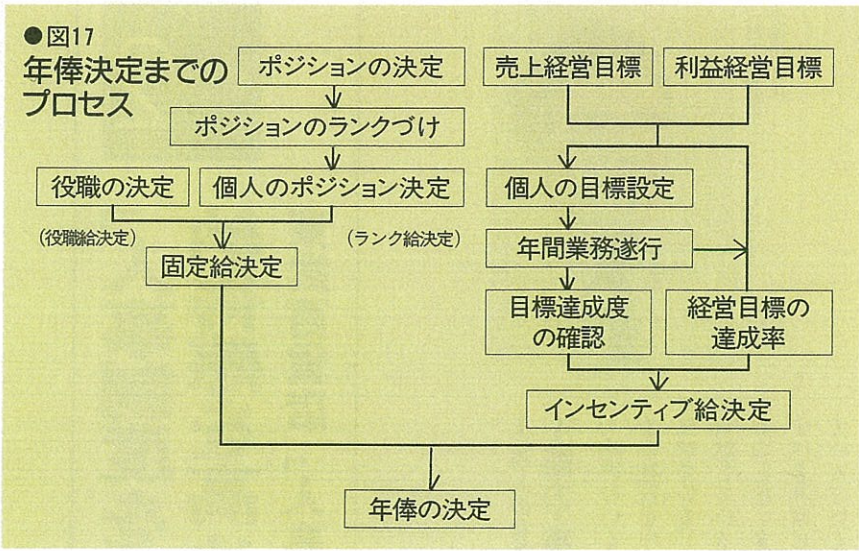 ●図17
年俸決定までの
プロセス
ポジションの決定
売上経営目標
利益経営目標
ポジションのランクづけ
役職の決定
個人のポジション決定
個人の目標設定
(役職給決定)
(ランク給決定)
年間業務遂行
固定給決定
目標達成度
の確認
経営目標の
達成率
インセンティブ給決定
年俸の決定